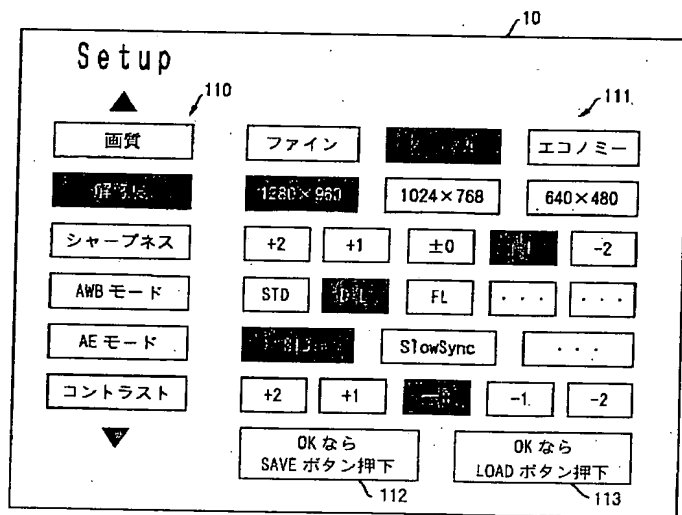 10
Setup
110
111
画質 ファイン エコノミー
1280×960 1024×768 640×480
シャープネス +2 +1 ±0 -2
AWB モード STD FL ・・・ ・・・
AE モード SlowSync ・・・
コントラスト +2 +1 -1 -2
OK なら
SAVE ボタン押下
OK なら
LOAD ボタン押下
112
113